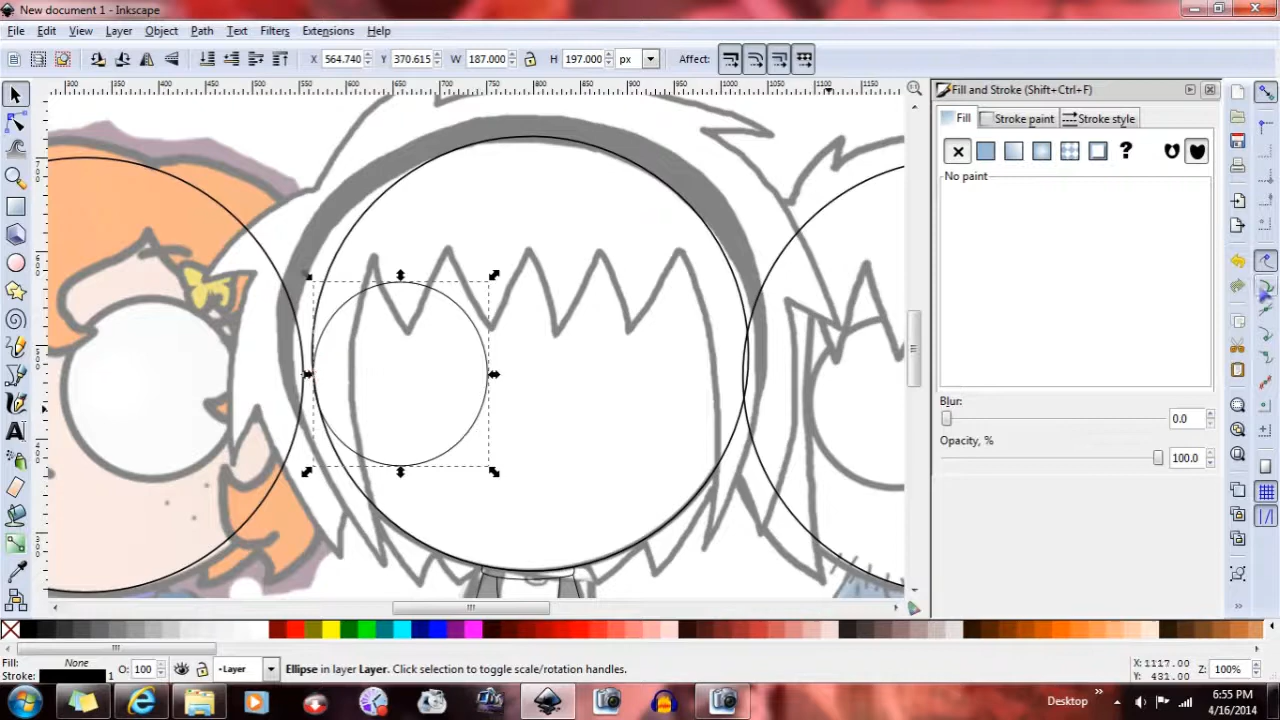 New document 1 - Inkscape
File Edit View Layer Object Path Text Filters Extensions Help
X 564.740 Y 370.615 W 187.000 H 197.000 px Affect:
Fill and Stroke (Shift+Ctrl+F)
Fill Stroke paint Stroke style
No paint
Blur:
0.0
Opacity, %
100.0
Fill: None
Stroke: 1
O: 100
Layer
Ellipse in layer Layer. Click selection to toggle scale/rotation handles.
X: 1117.00
Y: 431.00
Z: 100%
Desktop
6:55 PM
4/16/2014